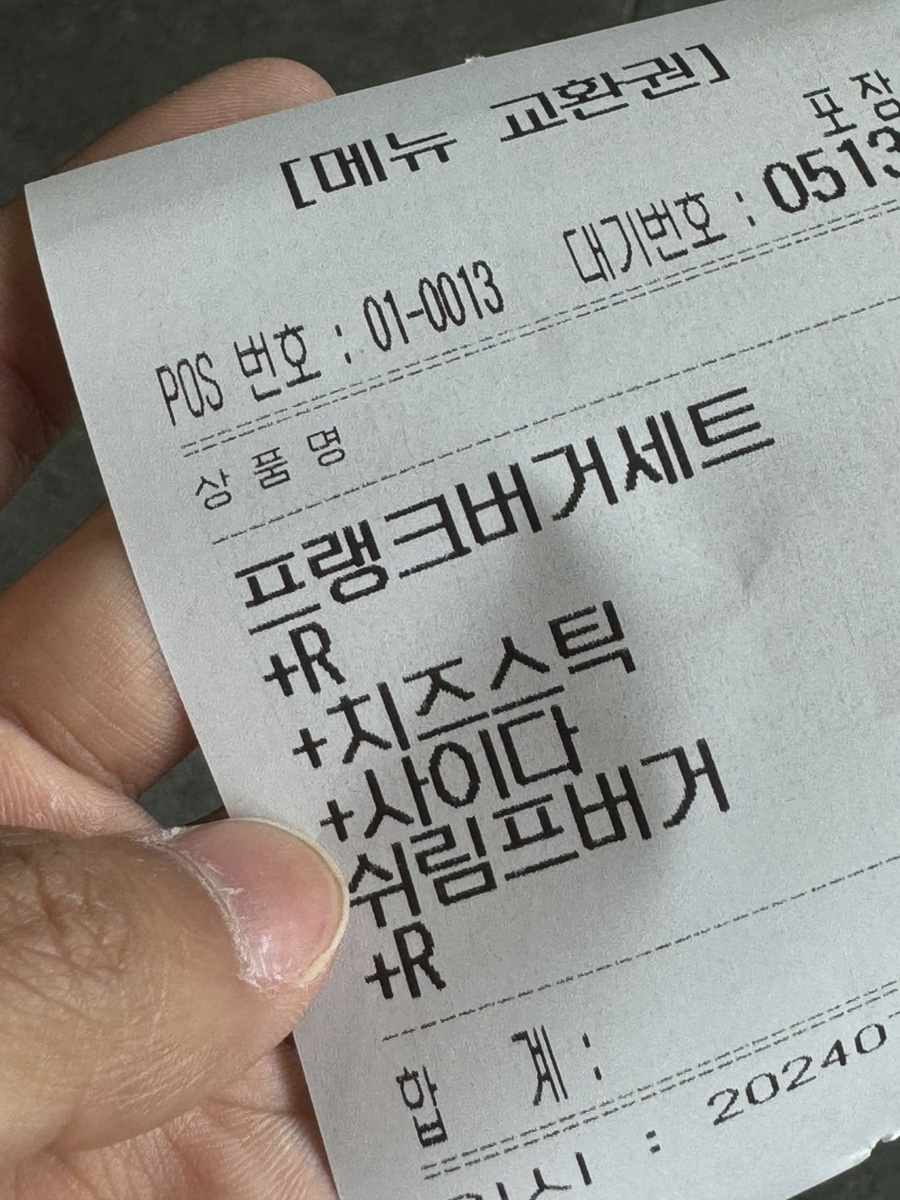 [메뉴 교환권]
포장
POS 번호 : 01-0013 대기번호 : 0513
상품명
프랭크버거세트
+R
+치즈스틱
+사이다
쉬림프버거
+R
합 계 :
: 20240